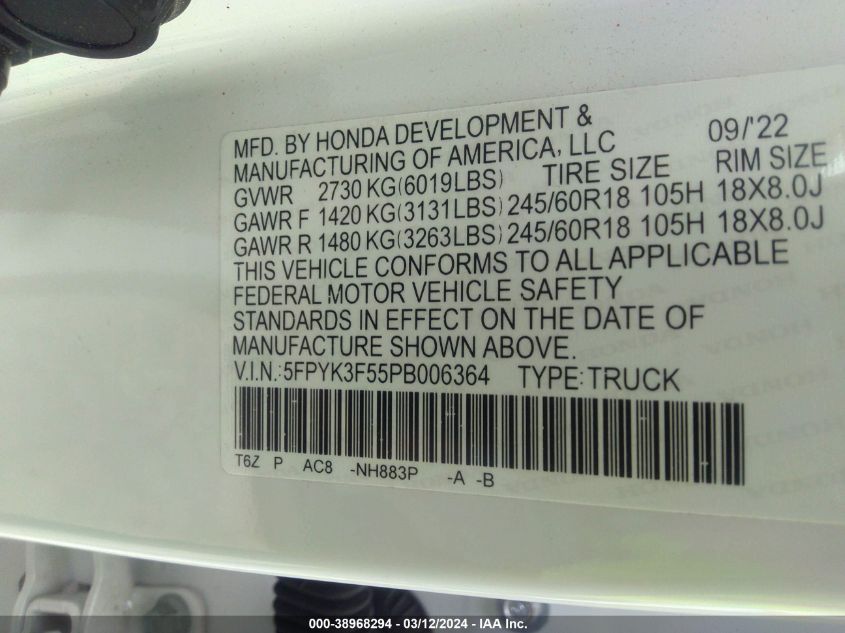 MFD. BY HONDA DEVELOPMENT & 09/'22
MANUFACTURING OF AMERICA, LLC
GVWR 2730 KG(6019LBS) TIRE SIZE RIM SIZE
GAWR F 1420 KG(3131LBS) 245/60R18 105H 18X8.0J
GAWR R 1480 KG(3263LBS) 245/60R18 105H 18X8.0J
THIS VEHICLE CONFORMS TO ALL APPLICABLE
FEDERAL MOTOR VEHICLE SAFETY
STANDARDS IN EFFECT ON THE DATE OF
MANUFACTURE SHOWN ABOVE.
V.I.N.:5FPYK3F55PB006364 TYPE:TRUCK
T6Z P AC8 -NH883P -A -B
000-38968294 - 03/12/2024 - IAA Inc.